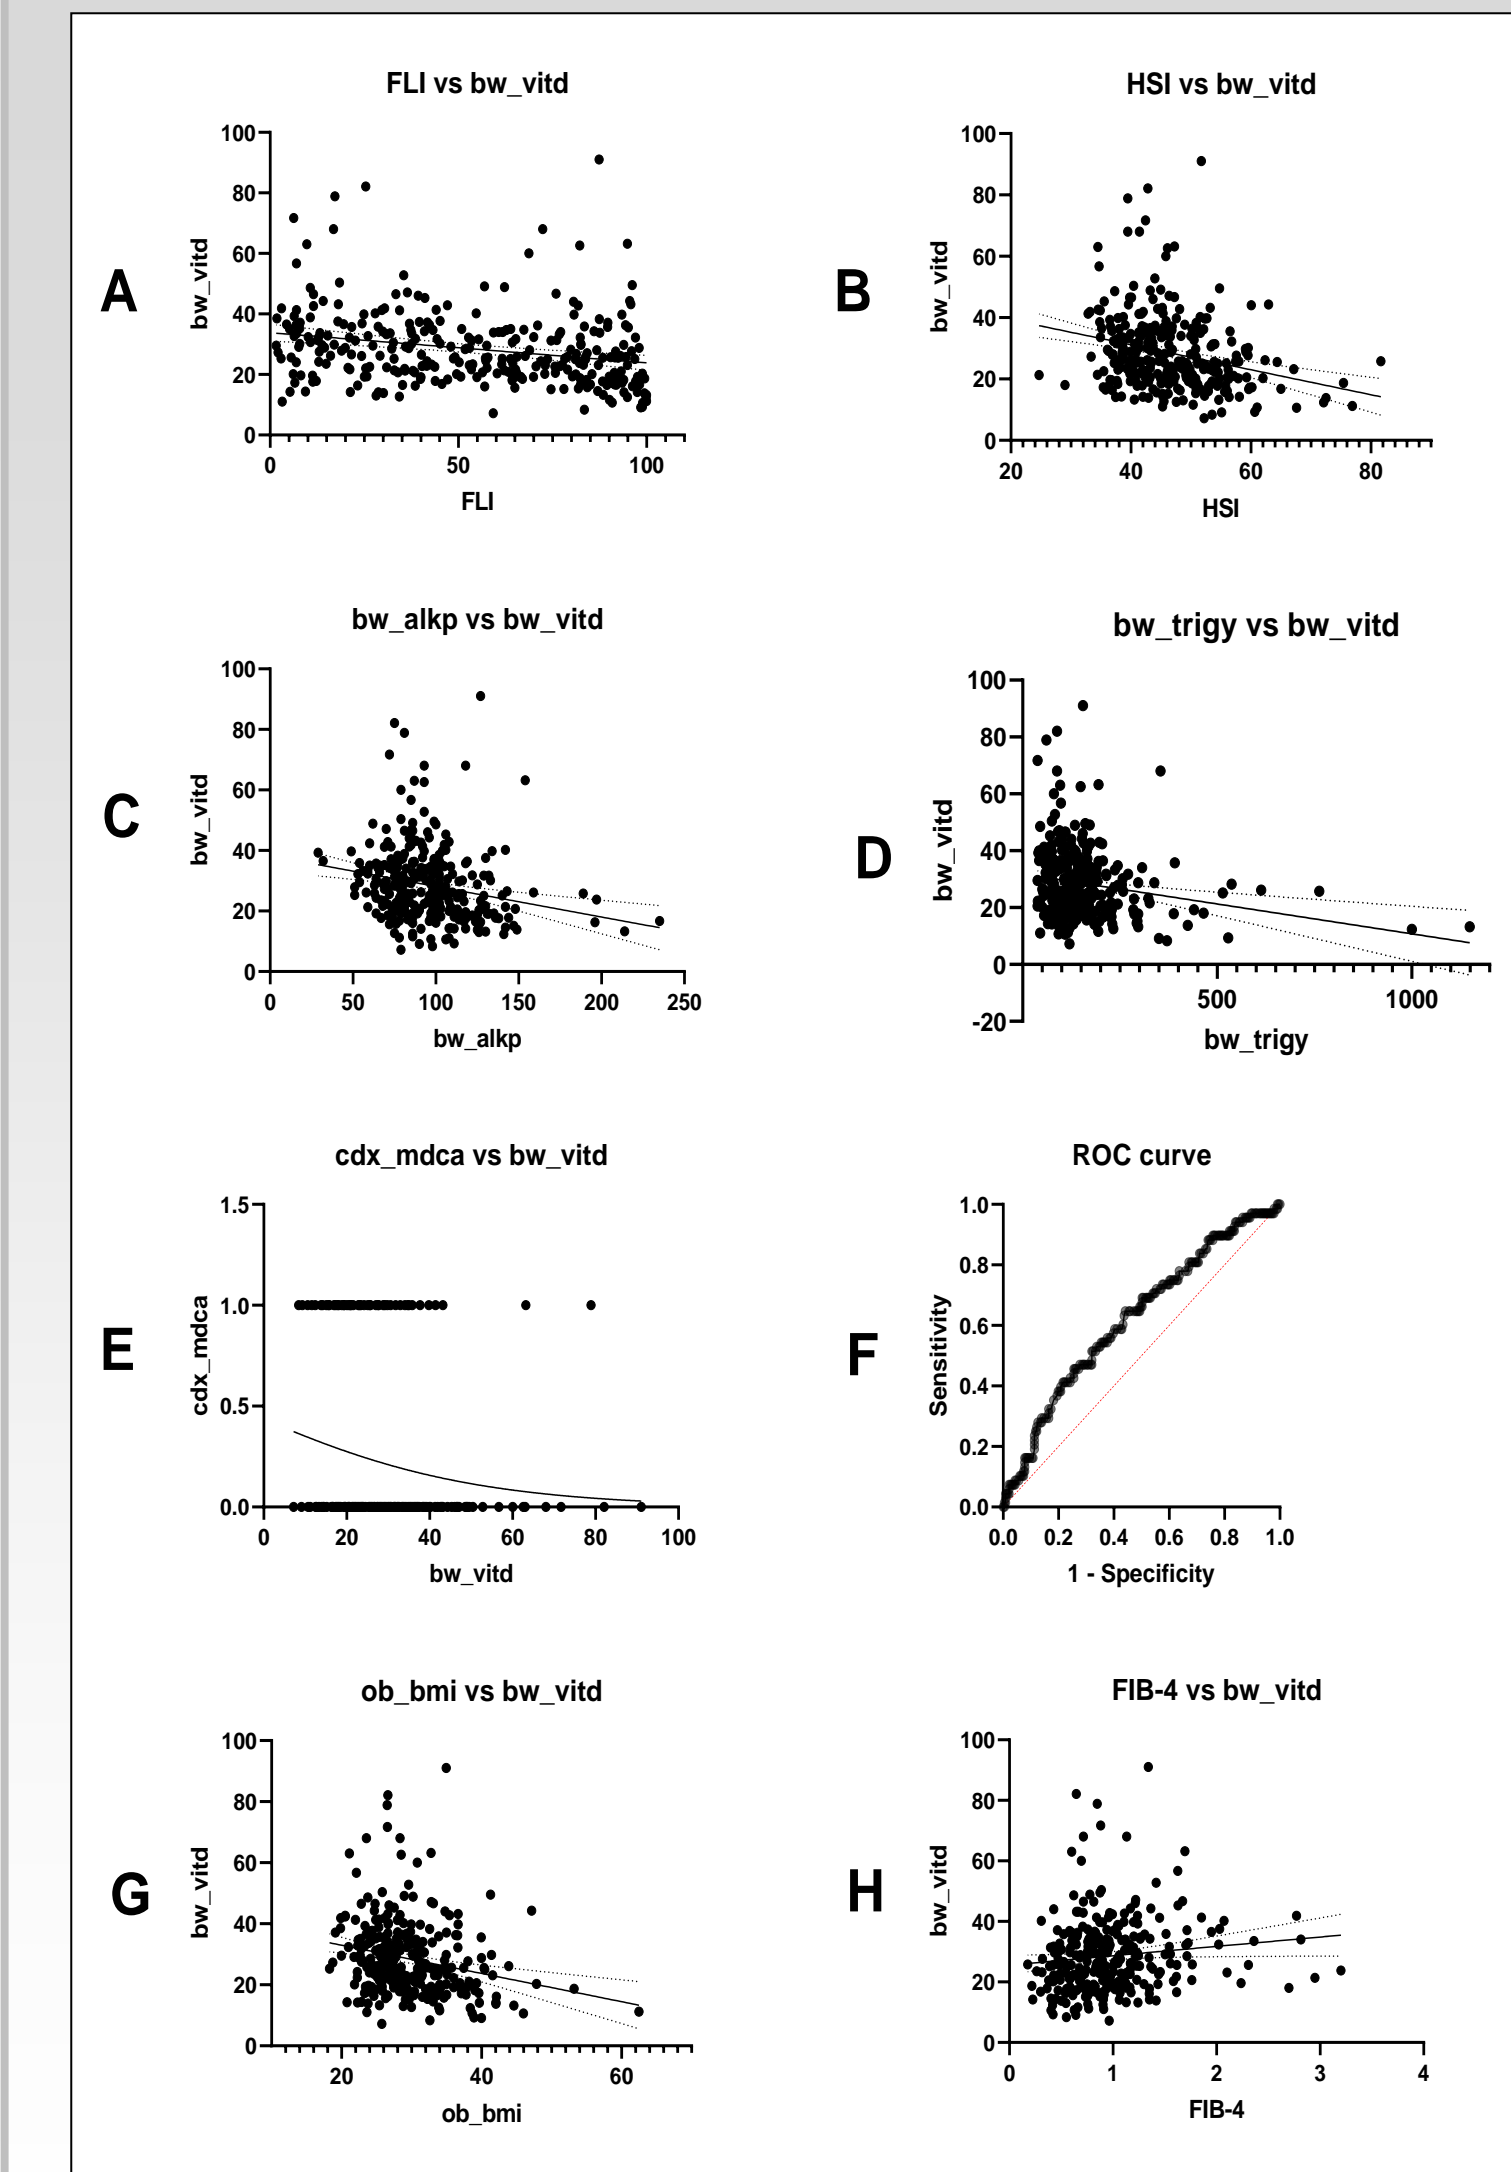 FLI vs bw_vitd
A
bw_vitd
100
80
60
40
20
0
0 50 100
FLI
HSI vs bw_vitd
B
bw_vitd
100
80
60
40
20
0
20 40 60 80
HSI
bw_alkp vs bw_vitd
C
bw_vitd
100
80
60
40
20
0
0 50 100 150 200 250
bw_alkp
bw_trigy vs bw_vitd
D
bw_vitd
100
80
60
40
20
0
-20
500 1000
bw_trigy
cdx_mdca vs bw_vitd
E
cdx_mdca
1.5
1.0
0.5
0.0
0 20 40 60 80 100
bw_vitd
ROC curve
F
Sensitivity
1.0
0.8
0.6
0.4
0.2
0.0
0.0 0.2 0.4 0.6 0.8 1.0
1 - Specificity
ob_bmi vs bw_vitd
G
bw_vitd
100
80
60
40
20
0
20 40 60
ob_bmi
FIB-4 vs bw_vitd
H
bw_vitd
100
80
60
40
20
0
0 1 2 3 4
FIB-4